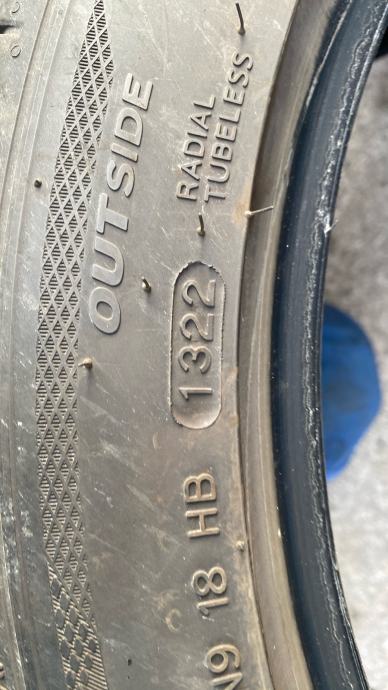 OUTSIDE
RADIAL
TUBELESS
1322
18 HB